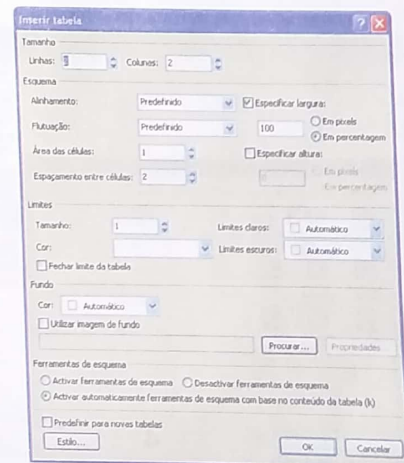 Inserir tabela
Tamanho
Linhas: Colunas: 2
Esquema
Alinhamento: Predefinido Especificar largura:
Flutuação: Predefinido 100 Em pixels
Em percentagem
Área das células: 1 Especificar altura:
Espaçamento entre células: 2 Em pixels
Em percentagem
Limites
Tamanho: 1 Limites claros: Automático
Cor: Limites escuros: Automático
Fechar limite da tabela
Fundo
Cor: Automático
Utilizar imagem de fundo
Procurar... Propriedades...
Ferramentas de esquema
Activar ferramentas de esquema Desactivar ferramentas de esquema
Activar automaticamente ferramentas de esquema com base no conteúdo da tabela (k)
Predefinir para novas tabelas
Estilo... OK Cancelar